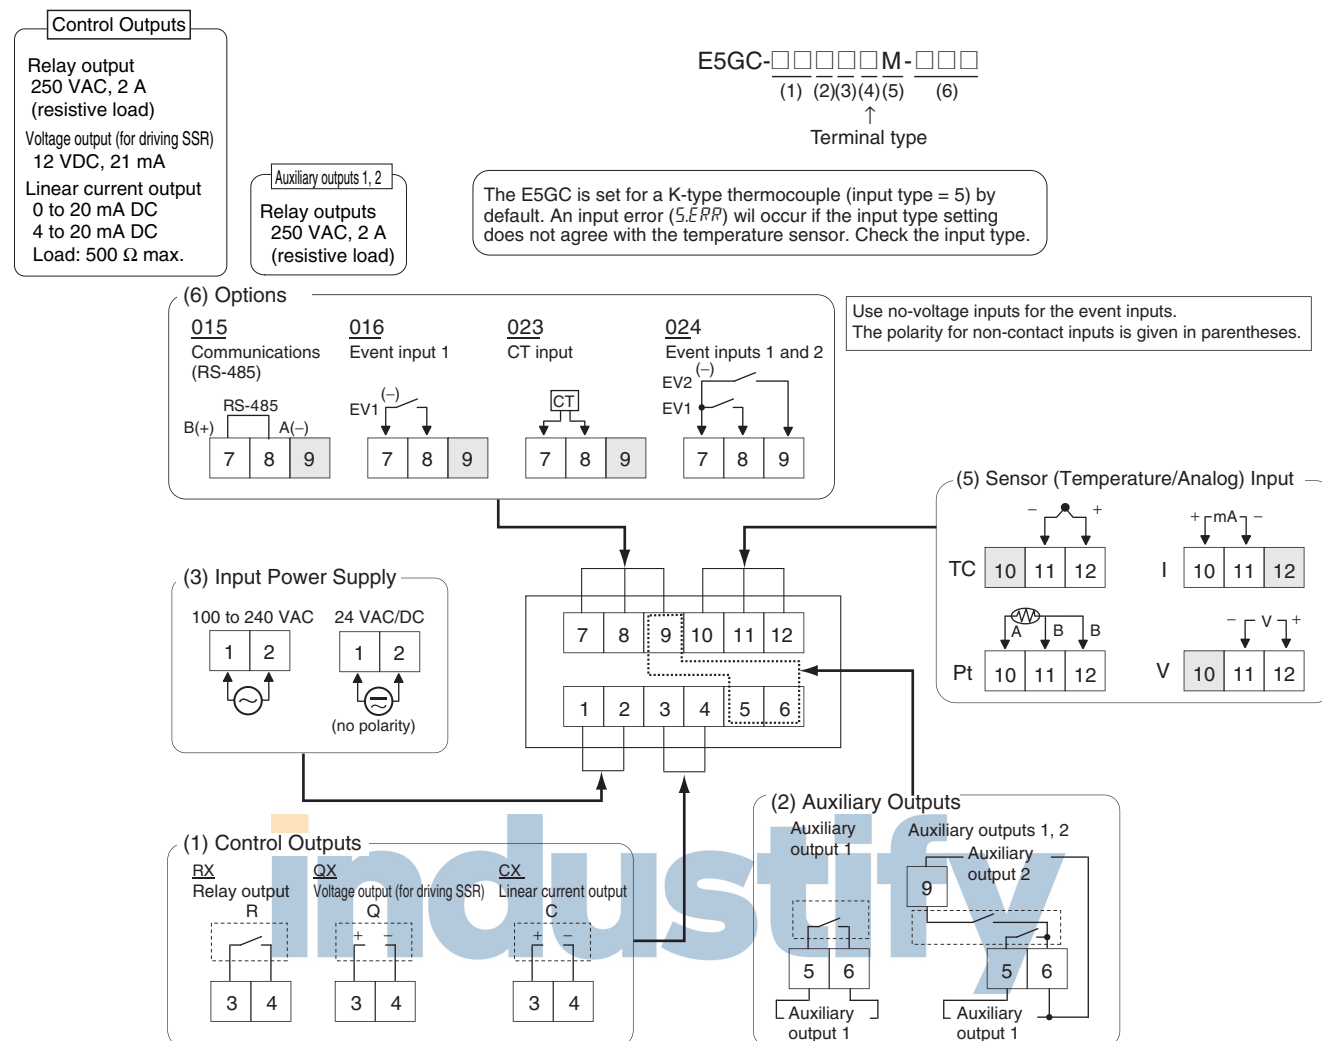 Control Outputs
Relay output
250 VAC, 2 A
(resistive load)
Voltage output (for driving SSR)
12 VDC, 21 mA
Linear current output
0 to 20 mA DC
4 to 20 mA DC
Load: 500 Ω max.
Auxiliary outputs 1, 2
Relay outputs
250 VAC, 2 A
(resistive load)
E5GC-□□□□□M-□□□
(1) (2)(3)(4)(5) (6)
↑
Terminal type
The E5GC is set for a K-type thermocouple (input type = 5) by
default. An input error (S.ERR) wil occur if the input type setting
does not agree with the temperature sensor. Check the input type.
(6) Options
015
Communications
(RS-485)
RS-485
B(+) A(−)
7 8 9
016
Event input 1
(−)
EV1
7 8 9
023
CT input
CT
7 8 9
024
Event inputs 1 and 2
(−)
EV2
EV1
7 8 9
Use no-voltage inputs for the event inputs.
The polarity for non-contact inputs is given in parentheses.
(5) Sensor (Temperature/Analog) Input
− +
TC 10 11 12
+ mA −
I 10 11 12
A B B
Pt 10 11 12
− V +
V 10 11 12
(3) Input Power Supply
100 to 240 VAC
1 2
24 VAC/DC
1 2
(no polarity)
7 8 9 10 11 12
1 2 3 4 5 6
(1) Control Outputs
RX
Relay output
R
3 4
QX
Voltage output (for driving SSR)
Q
+ −
3 4
CX
Linear current output
C
+ −
3 4
(2) Auxiliary Outputs
Auxiliary
output 1
5 6
Auxiliary
output 1
Auxiliary outputs 1, 2
Auxiliary
output 2
9
5 6
Auxiliary
output 1
industify